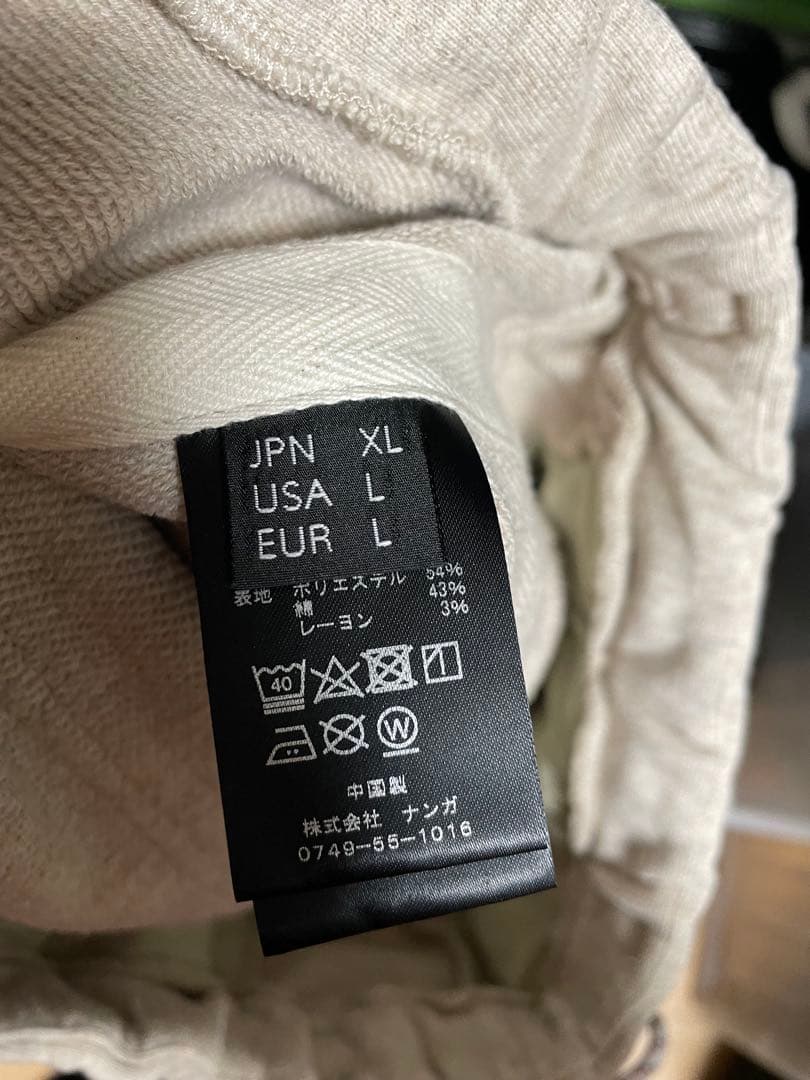 JPN XL
USA L
EUR L
表地 ポリエステル 54%
綿 43%
レーヨン 3%
40
W
中国製
株式会社 ナンガ
0749-55-1016